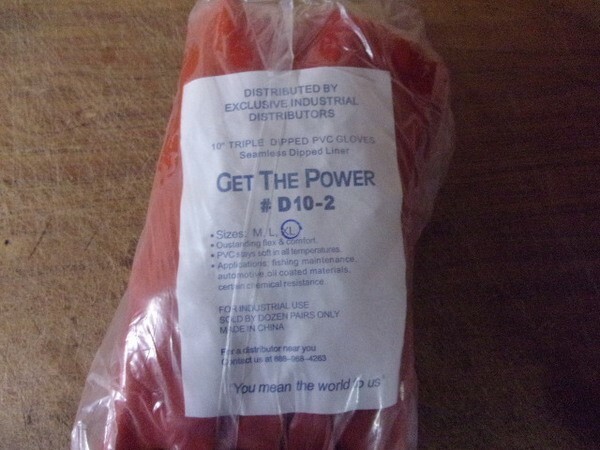 DISTRIBUTED BY
EXCLUSIVE INDUSTRIAL
DISTRIBUTORS
10" TRIPLE DIPPED PVC GLOVES
Seamless Dipped Liner
GET THE POWER
# D10-2
• Sizes: M, L, XL
• Oustanding flex & comfort.
• PVC stays soft in all temperatures.
• Applications: fishing maintenance,
automotive, oil coated materials,
certain chemical resistance.
FOR INDUSTRIAL USE
SOLD BY DOZEN PAIRS ONLY
MADE IN CHINA
For a distributor near you
Contact us at 888-969-4263
"You mean the world to us"